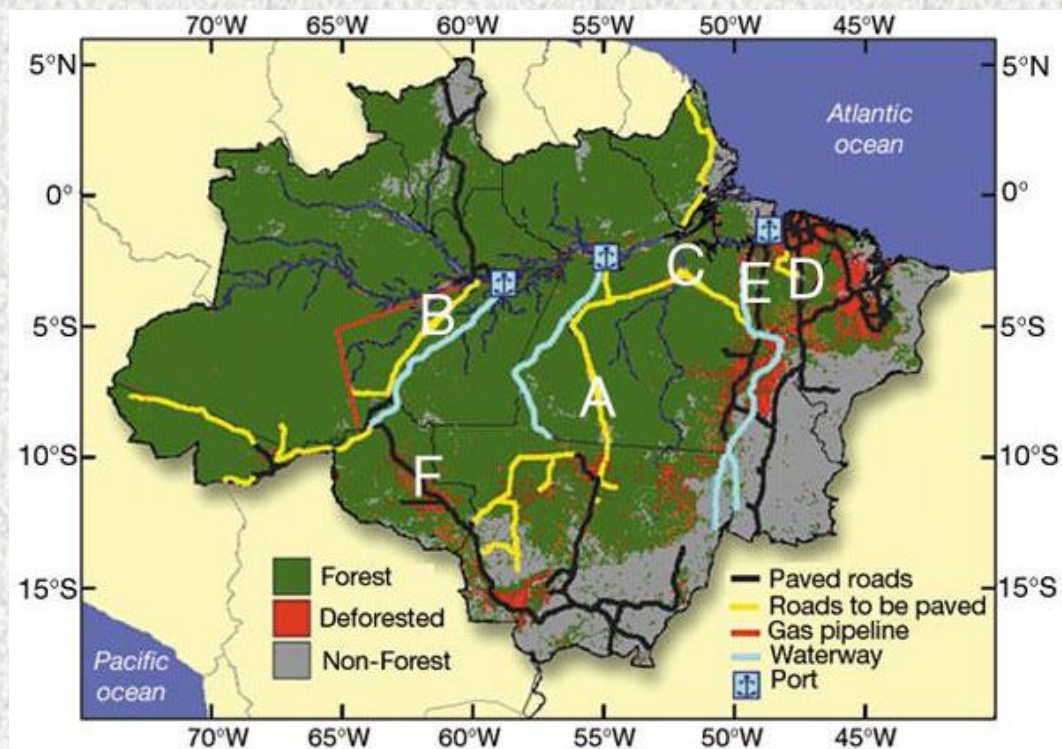 70°W 65°W 60°W 55°W 50°W 45°W
5°N 5°N
Atlantic
ocean
0° 0°
C
E D
B
5°S 5°S
A
10°S 10°S
F
Forest
Deforested
Non-Forest
Paved roads
Roads to be paved
Gas pipeline
Waterway
Port
15°S 15°S
Pacific
ocean
70°W 65°W 60°W 55°W 50°W 45°W